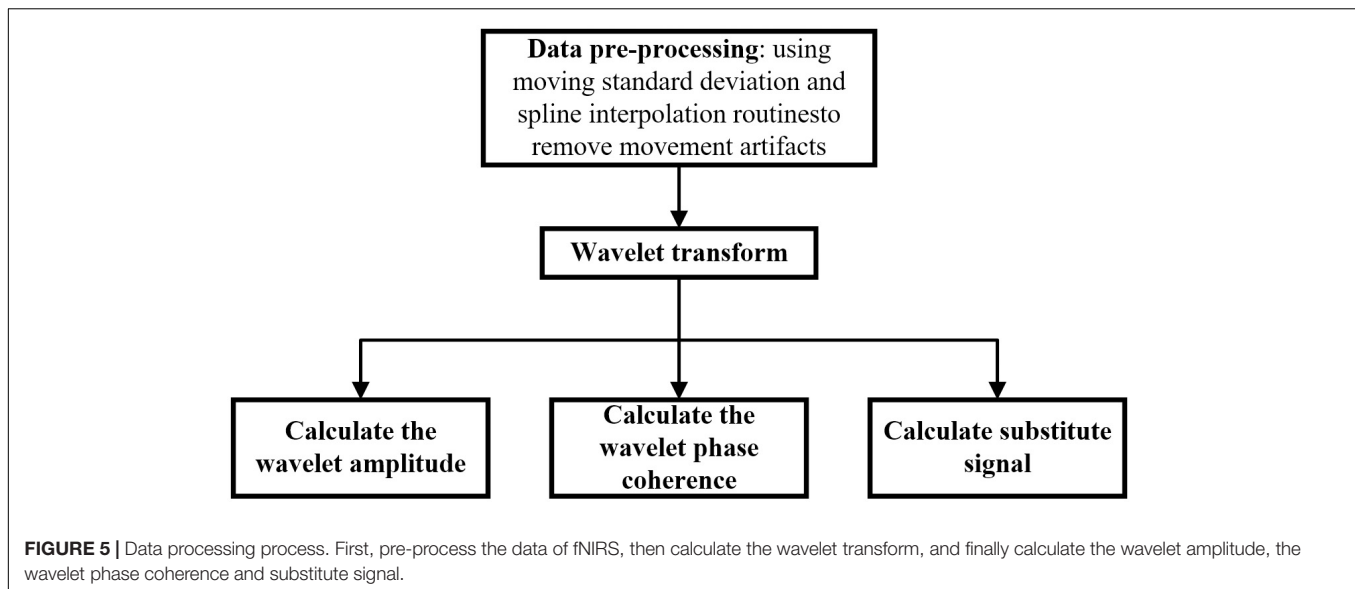 Data pre-processing: using
moving standard deviation and
spline interpolation routinesto
remove movement artifacts
Wavelet transform
Calculate the
wavelet amplitude
Calculate the
wavelet phase
coherence
Calculate substitute
signal
FIGURE 5 | Data processing process. First, pre-process the data of fNIRS, then calculate the wavelet transform, and finally calculate the wavelet amplitude, the
wavelet phase coherence and substitute signal.